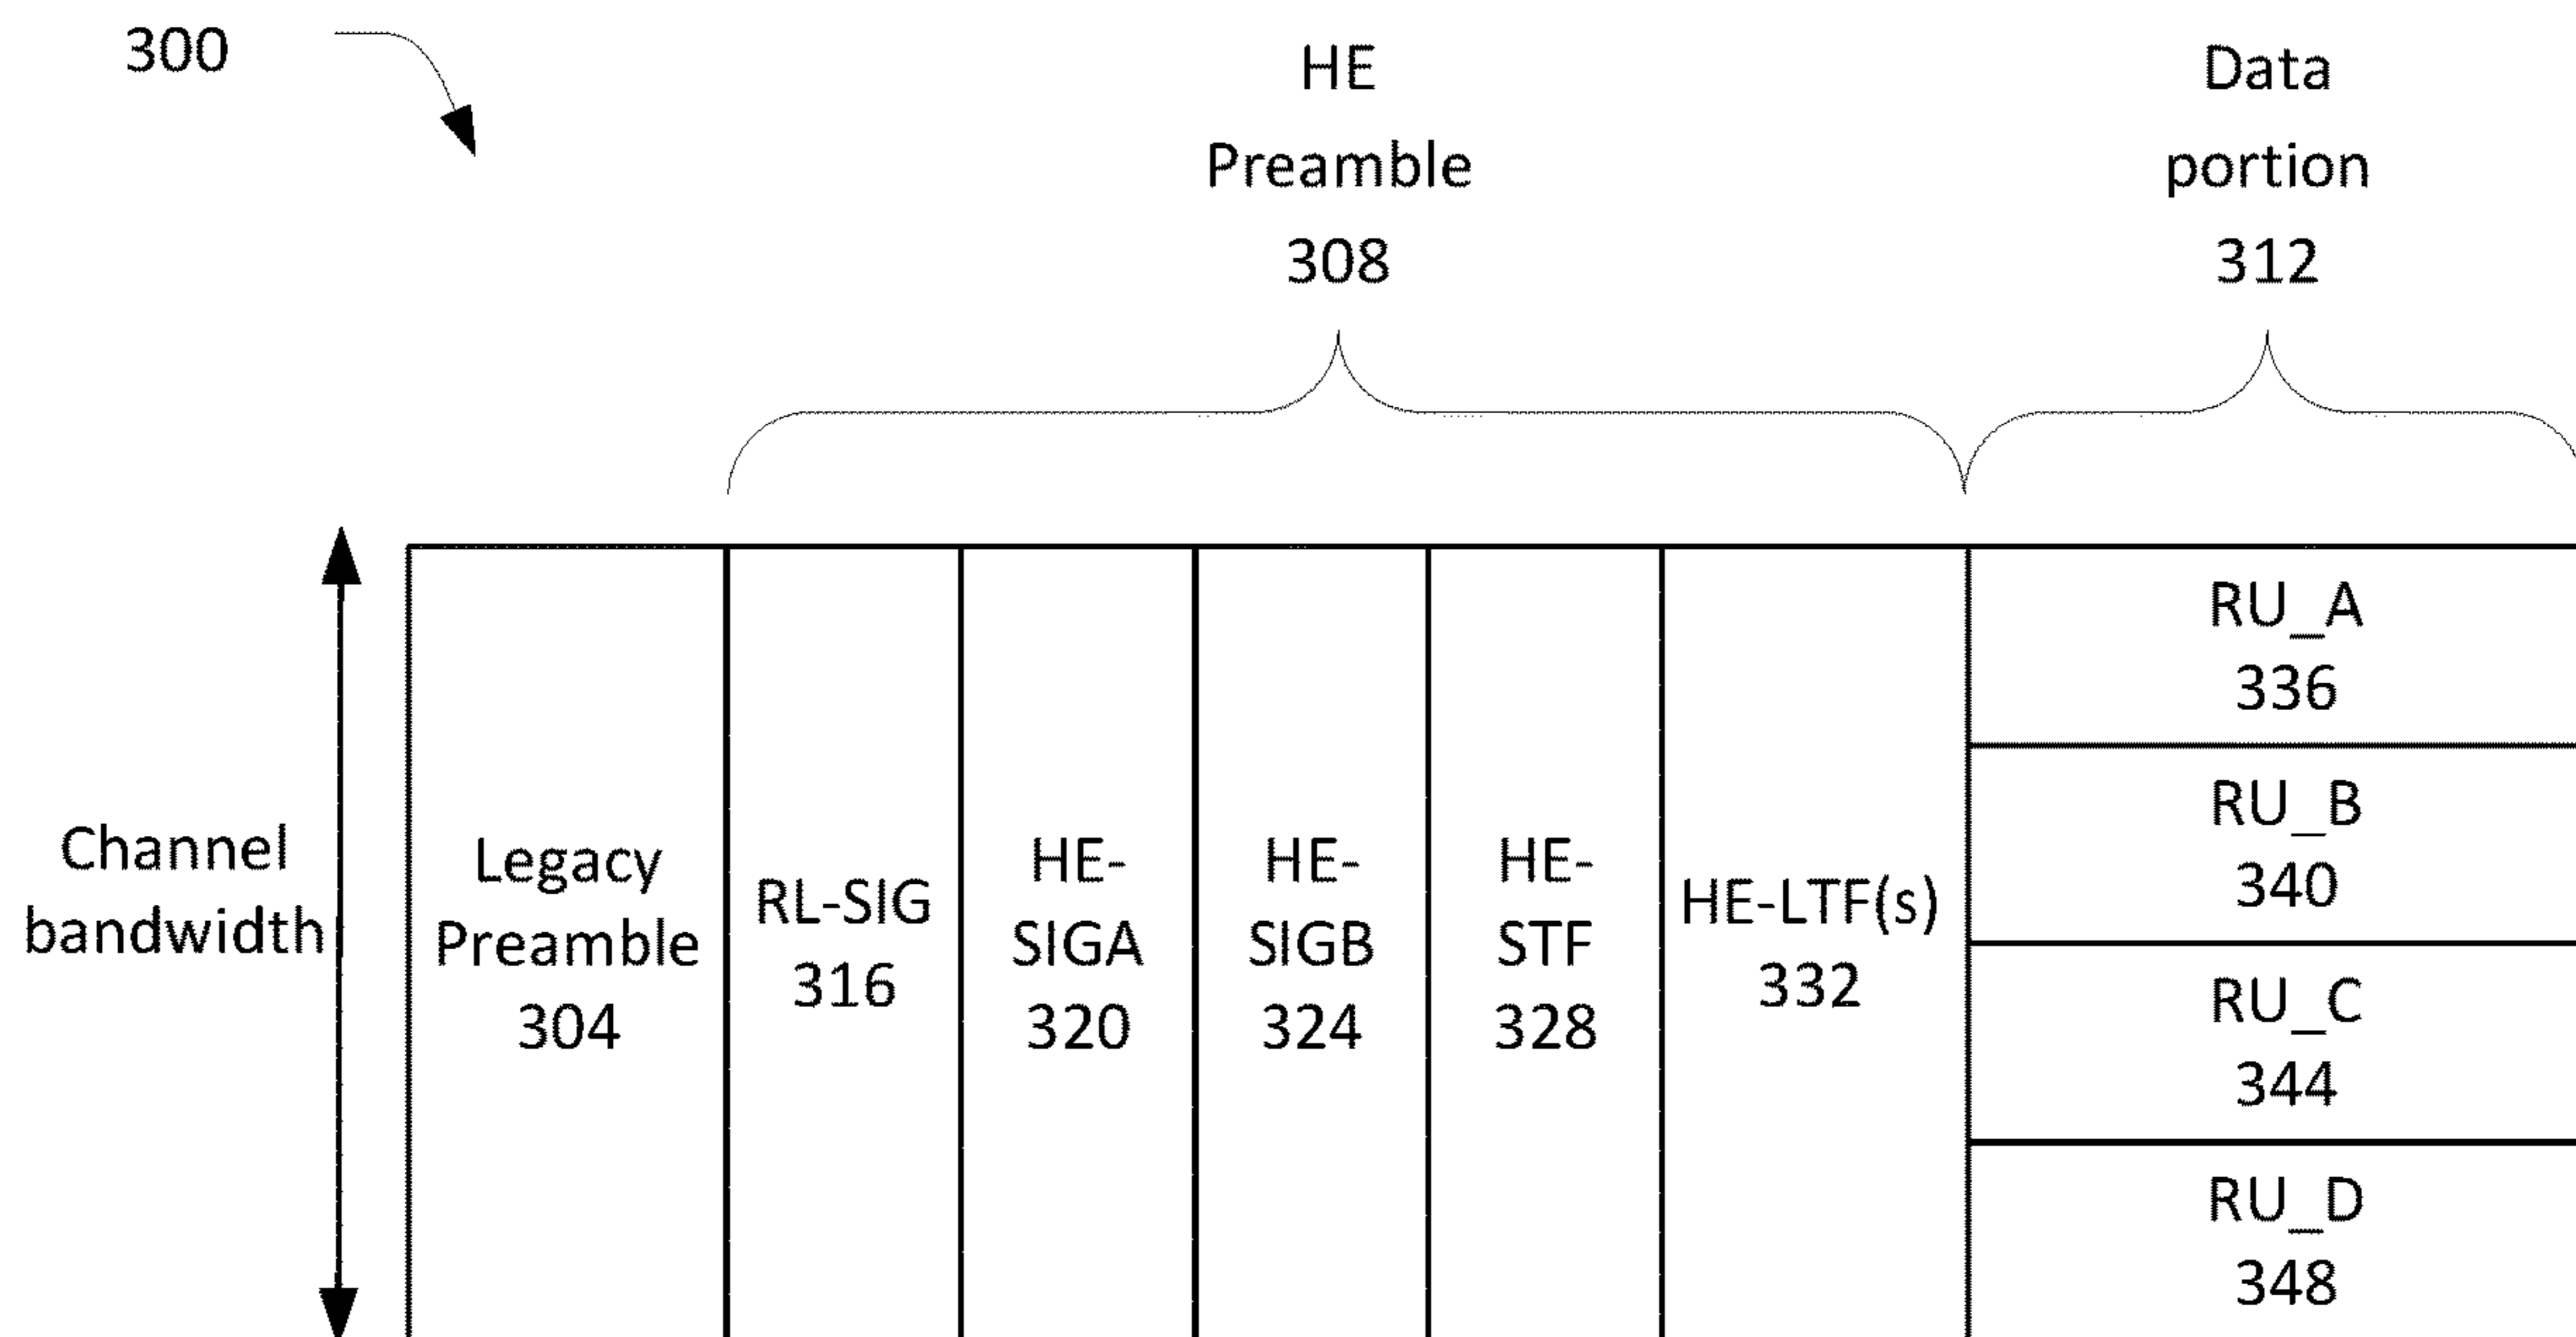 300
HE
Preamble
308
Data
portion
312
Channel
bandwidth
Legacy
Preamble
304
RL-SIG
316
HE-
SIGA
320
HE-
SIGB
324
HE-
STF
328
HE-LTF(s)
332
RU_A
336
RU_B
340
RU_C
344
RU_D
348